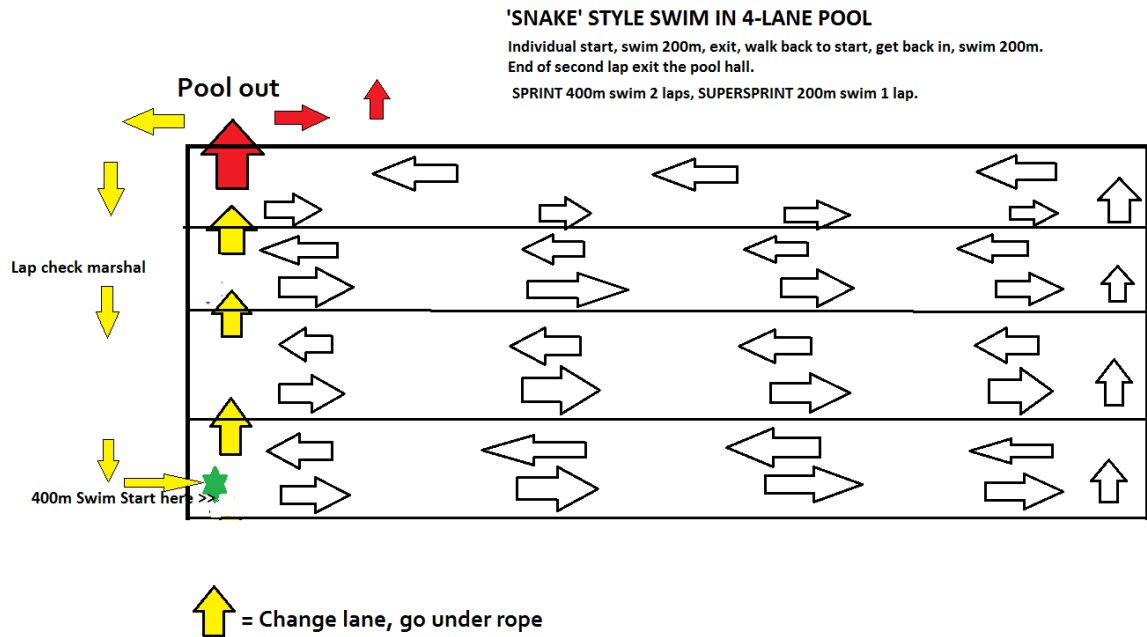 'SNAKE' STYLE SWIM IN 4-LANE POOL
Individual start, swim 200m, exit, walk back to start, get back in, swim 200m.
End of second lap exit the pool hall.
SPRINT 400m swim 2 laps, SUPERSPRINT 200m swim 1 lap.
Pool out
Lap check marshal
400m Swim Start here >>
= Change lane, go under rope